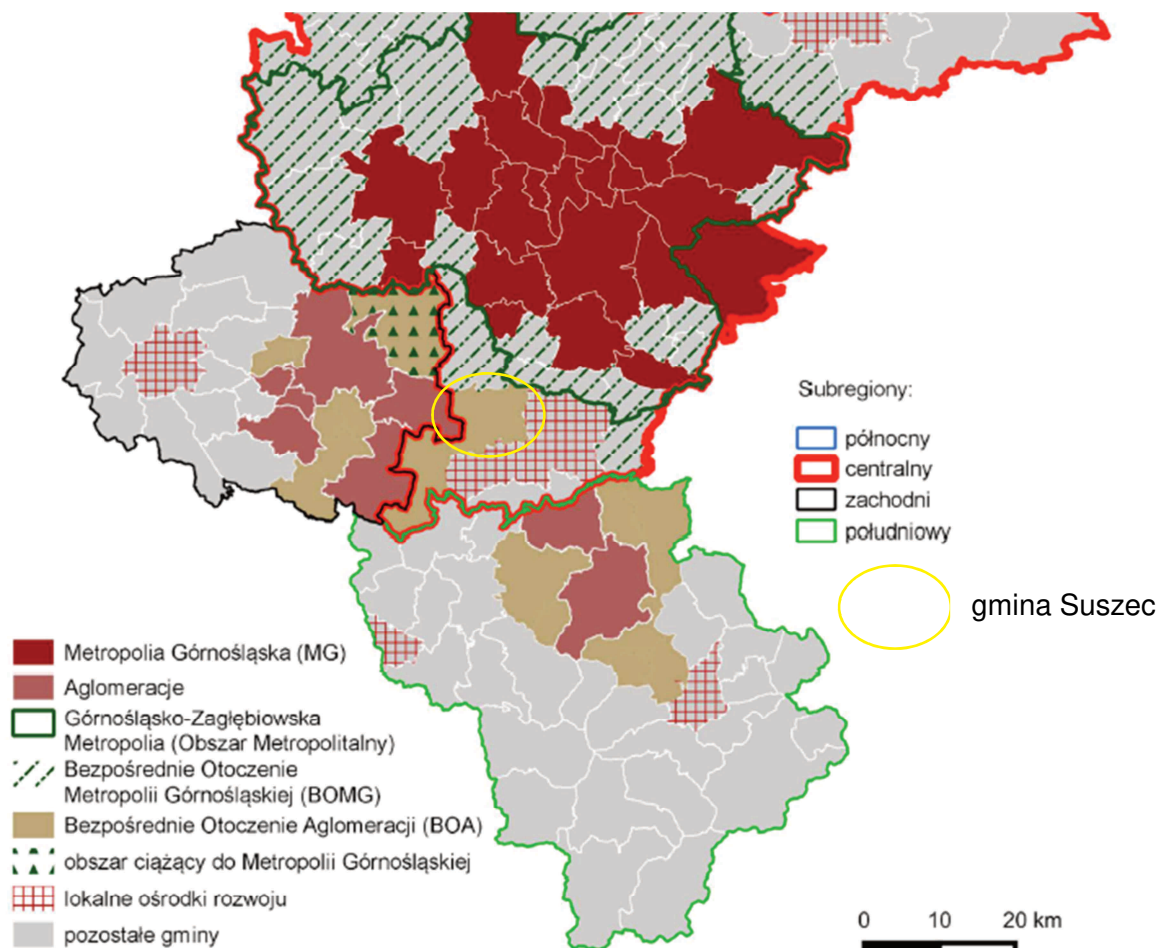 Subregiony:
północny
centralny
zachodni
południowy
gmina Suszec
Metropolia Górnośląska (MG)
Aglomeracje
Górnośląsko-Zagłębiowska
Metropolia (Obszar Metropolitalny)
Bezpośrednie Otoczenie
Metropolii Górnośląskiej (BOMG)
Bezpośrednie Otoczenie Aglomeracji (BOA)
obszar ciążący do Metropolii Górnośląskiej
lokalne ośrodki rozwoju
pozostałe gminy
0 10 20 km